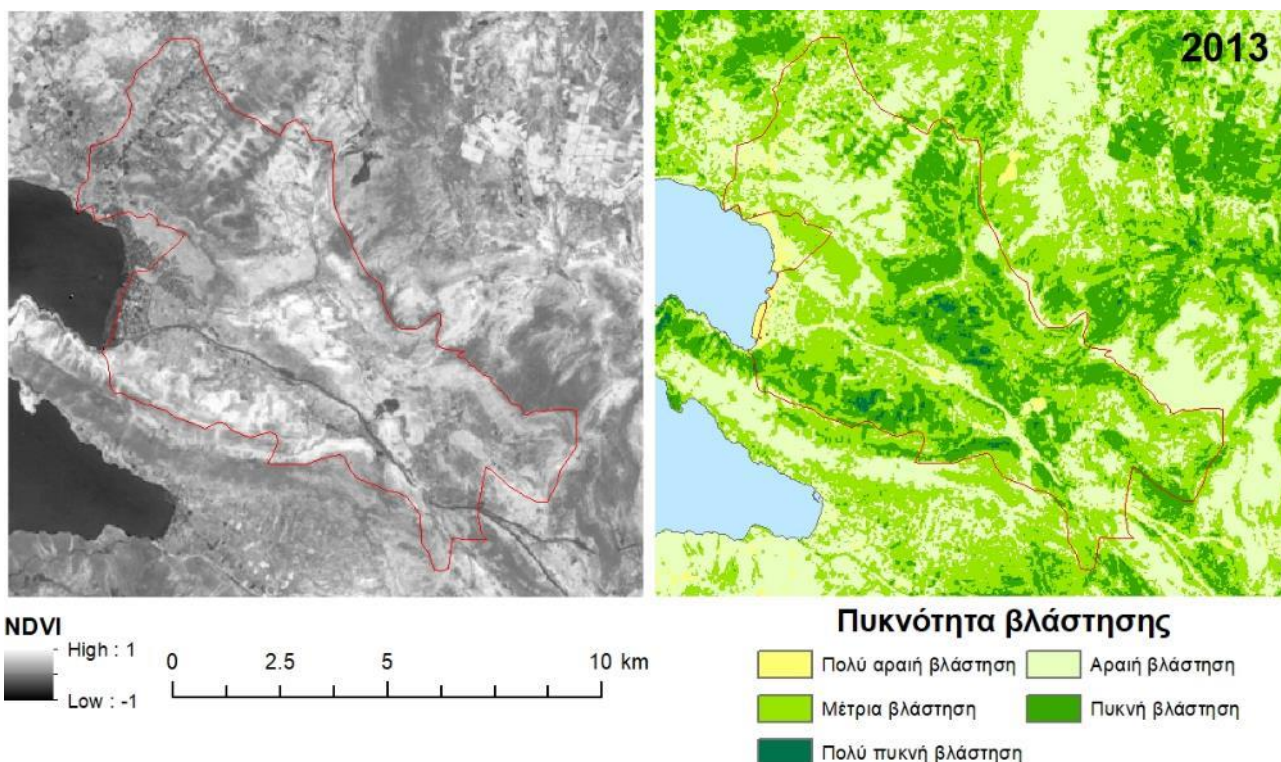 2013
NDVI
High : 1
Low : -1
0 2.5 5 10 km
Πυκνότητα βλάστησης
Πολύ αραιή βλάστηση Αραιή βλάστηση
Μέτρια βλάστηση Πυκνή βλάστηση
Πολύ πυκνή βλάστηση